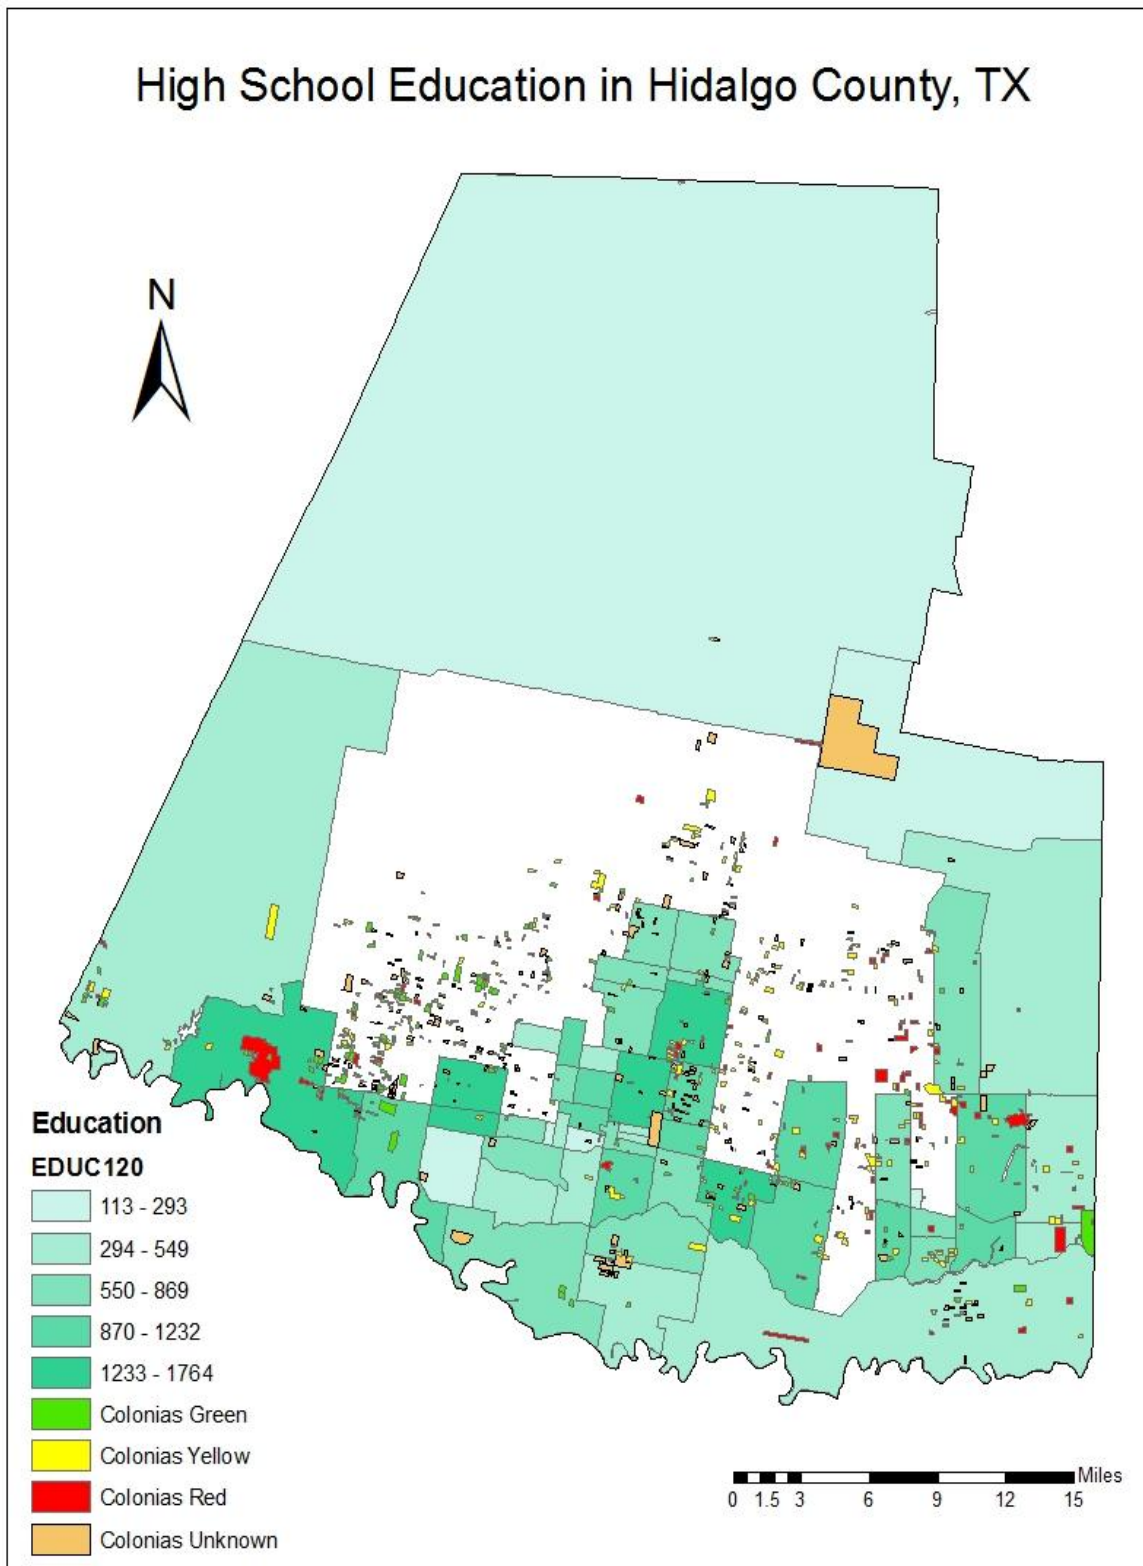 High School Education in Hidalgo County, TX
N
Education
EDUC120
113 - 293
294 - 549
550 - 869
870 - 1232
1233 - 1764
Colonias Green
Colonias Yellow
Colonias Red
Colonias Unknown
Miles
0 1.5 3 6 9 12 15